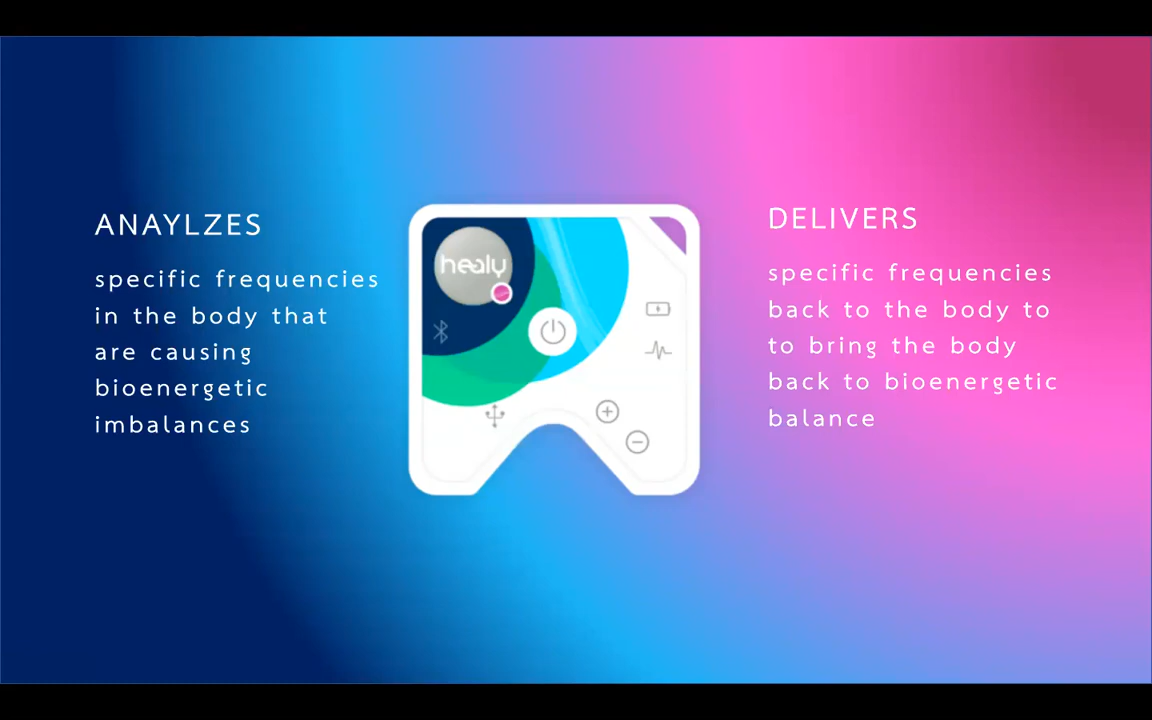 ANAYLZES
specific frequencies
in the body that
are causing
bioenergetic
imbalances
healy
DELIVERS
specific frequencies
back to the body to
to bring the body
back to bioenergetic
balance